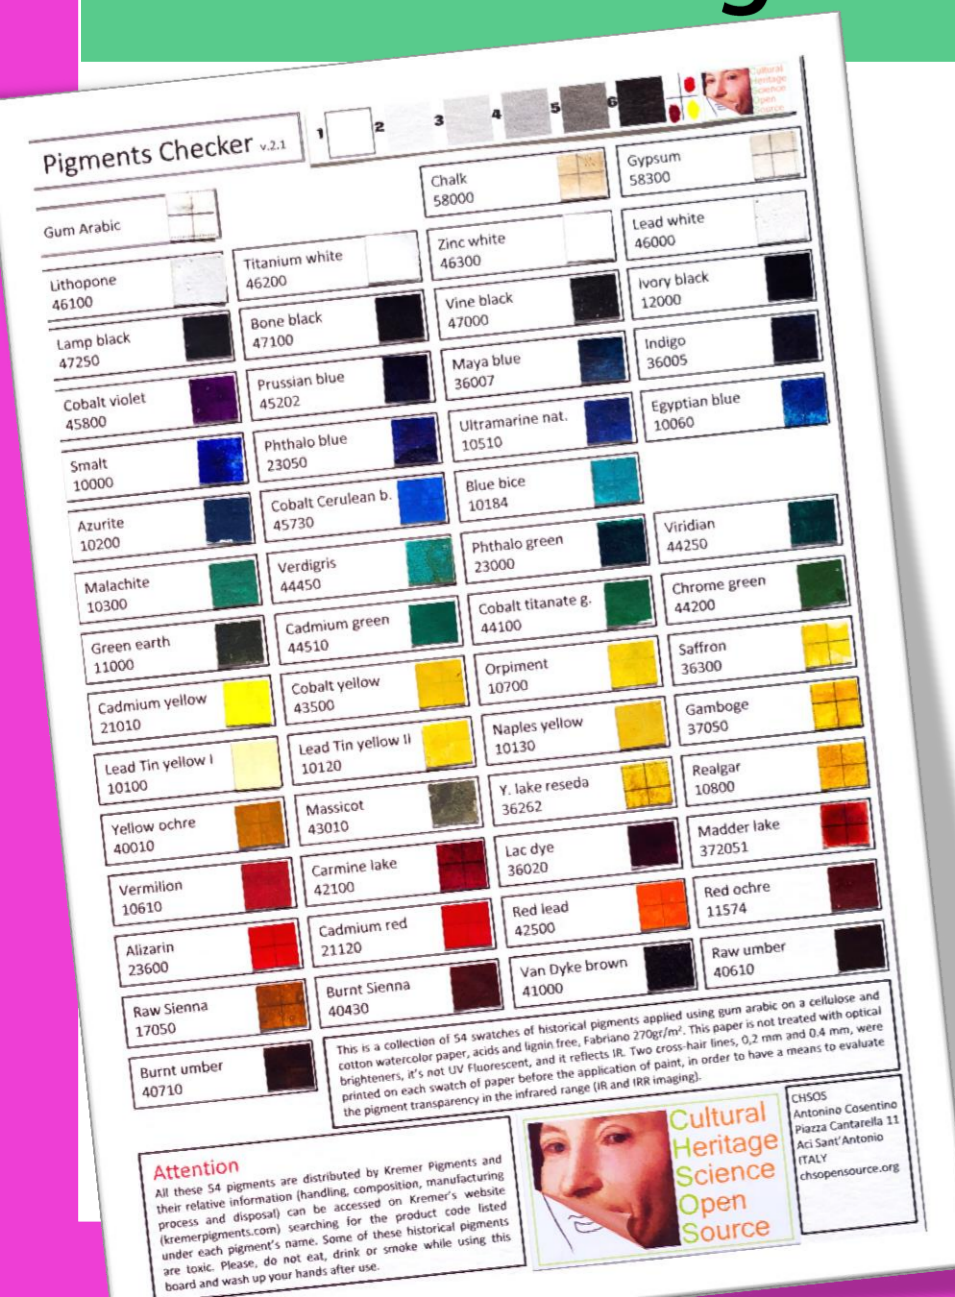 Pigments Checker v.2.1
1 2 3 4 5 6
Cultural
Heritage
Science
Open
Source
Gum Arabic
Chalk
58000
Gypsum
58300
Lithopone
46100
Titanium white
46200
Zinc white
46300
Lead white
46000
Lamp black
47250
Bone black
47100
Vine black
47000
Ivory black
12000
Cobalt violet
45800
Prussian blue
45202
Maya blue
36007
Indigo
36005
Smalt
10000
Phthalo blue
23050
Ultramarine nat.
10510
Egyptian blue
10060
Azurite
10200
Cobalt Cerulean b.
45730
Blue bice
10184
Malachite
10300
Verdigris
44450
Phthalo green
23000
Viridian
44250
Green earth
11000
Cadmium green
44510
Cobalt titanate g.
44100
Chrome green
44200
Cadmium yellow
21010
Cobalt yellow
43500
Orpiment
10700
Saffron
36300
Lead Tin yellow I
10100
Lead Tin yellow II
10120
Naples yellow
10130
Gamboge
37050
Yellow ochre
40010
Massicot
43010
Y. lake reseda
36262
Realgar
10800
Vermilion
10610
Carmine lake
42100
Lac dye
36020
Madder lake
372051
Alizarin
23600
Cadmium red
21120
Red lead
42500
Red ochre
11574
Raw Sienna
17050
Burnt Sienna
40430
Van Dyke brown
41000
Raw umber
40610
Burnt umber
40710
This is a collection of 54 swatches of historical pigments applied using gum arabic on a cellulose and
cotton watercolor paper, acids and lignin free, Fabriano 270gr/m². This paper is not treated with optical
brighteners, it's not UV Fluorescent, and it reflects IR. Two cross-hair lines, 0,2 mm and 0.4 mm, were
printed on each swatch of paper before the application of paint, in order to have a means to evaluate
the pigment transparency in the infrared range (IR and IRR imaging).
Attention
All these 54 pigments are distributed by Kremer Pigments and
their relative information (handling, composition, manufacturing
process and disposal) can be accessed on Kremer's website
(kremerpigments.com) searching for the product code listed
under each pigment's name. Some of these historical pigments
are toxic. Please, do not eat, drink or smoke while using this
board and wash up your hands after use.
Cultural
Heritage
Science
Open
Source
CHSOS
Antonino Cosentino
Piazza Cantarella 11
Aci Sant'Antonio
ITALY
chsopensource.org